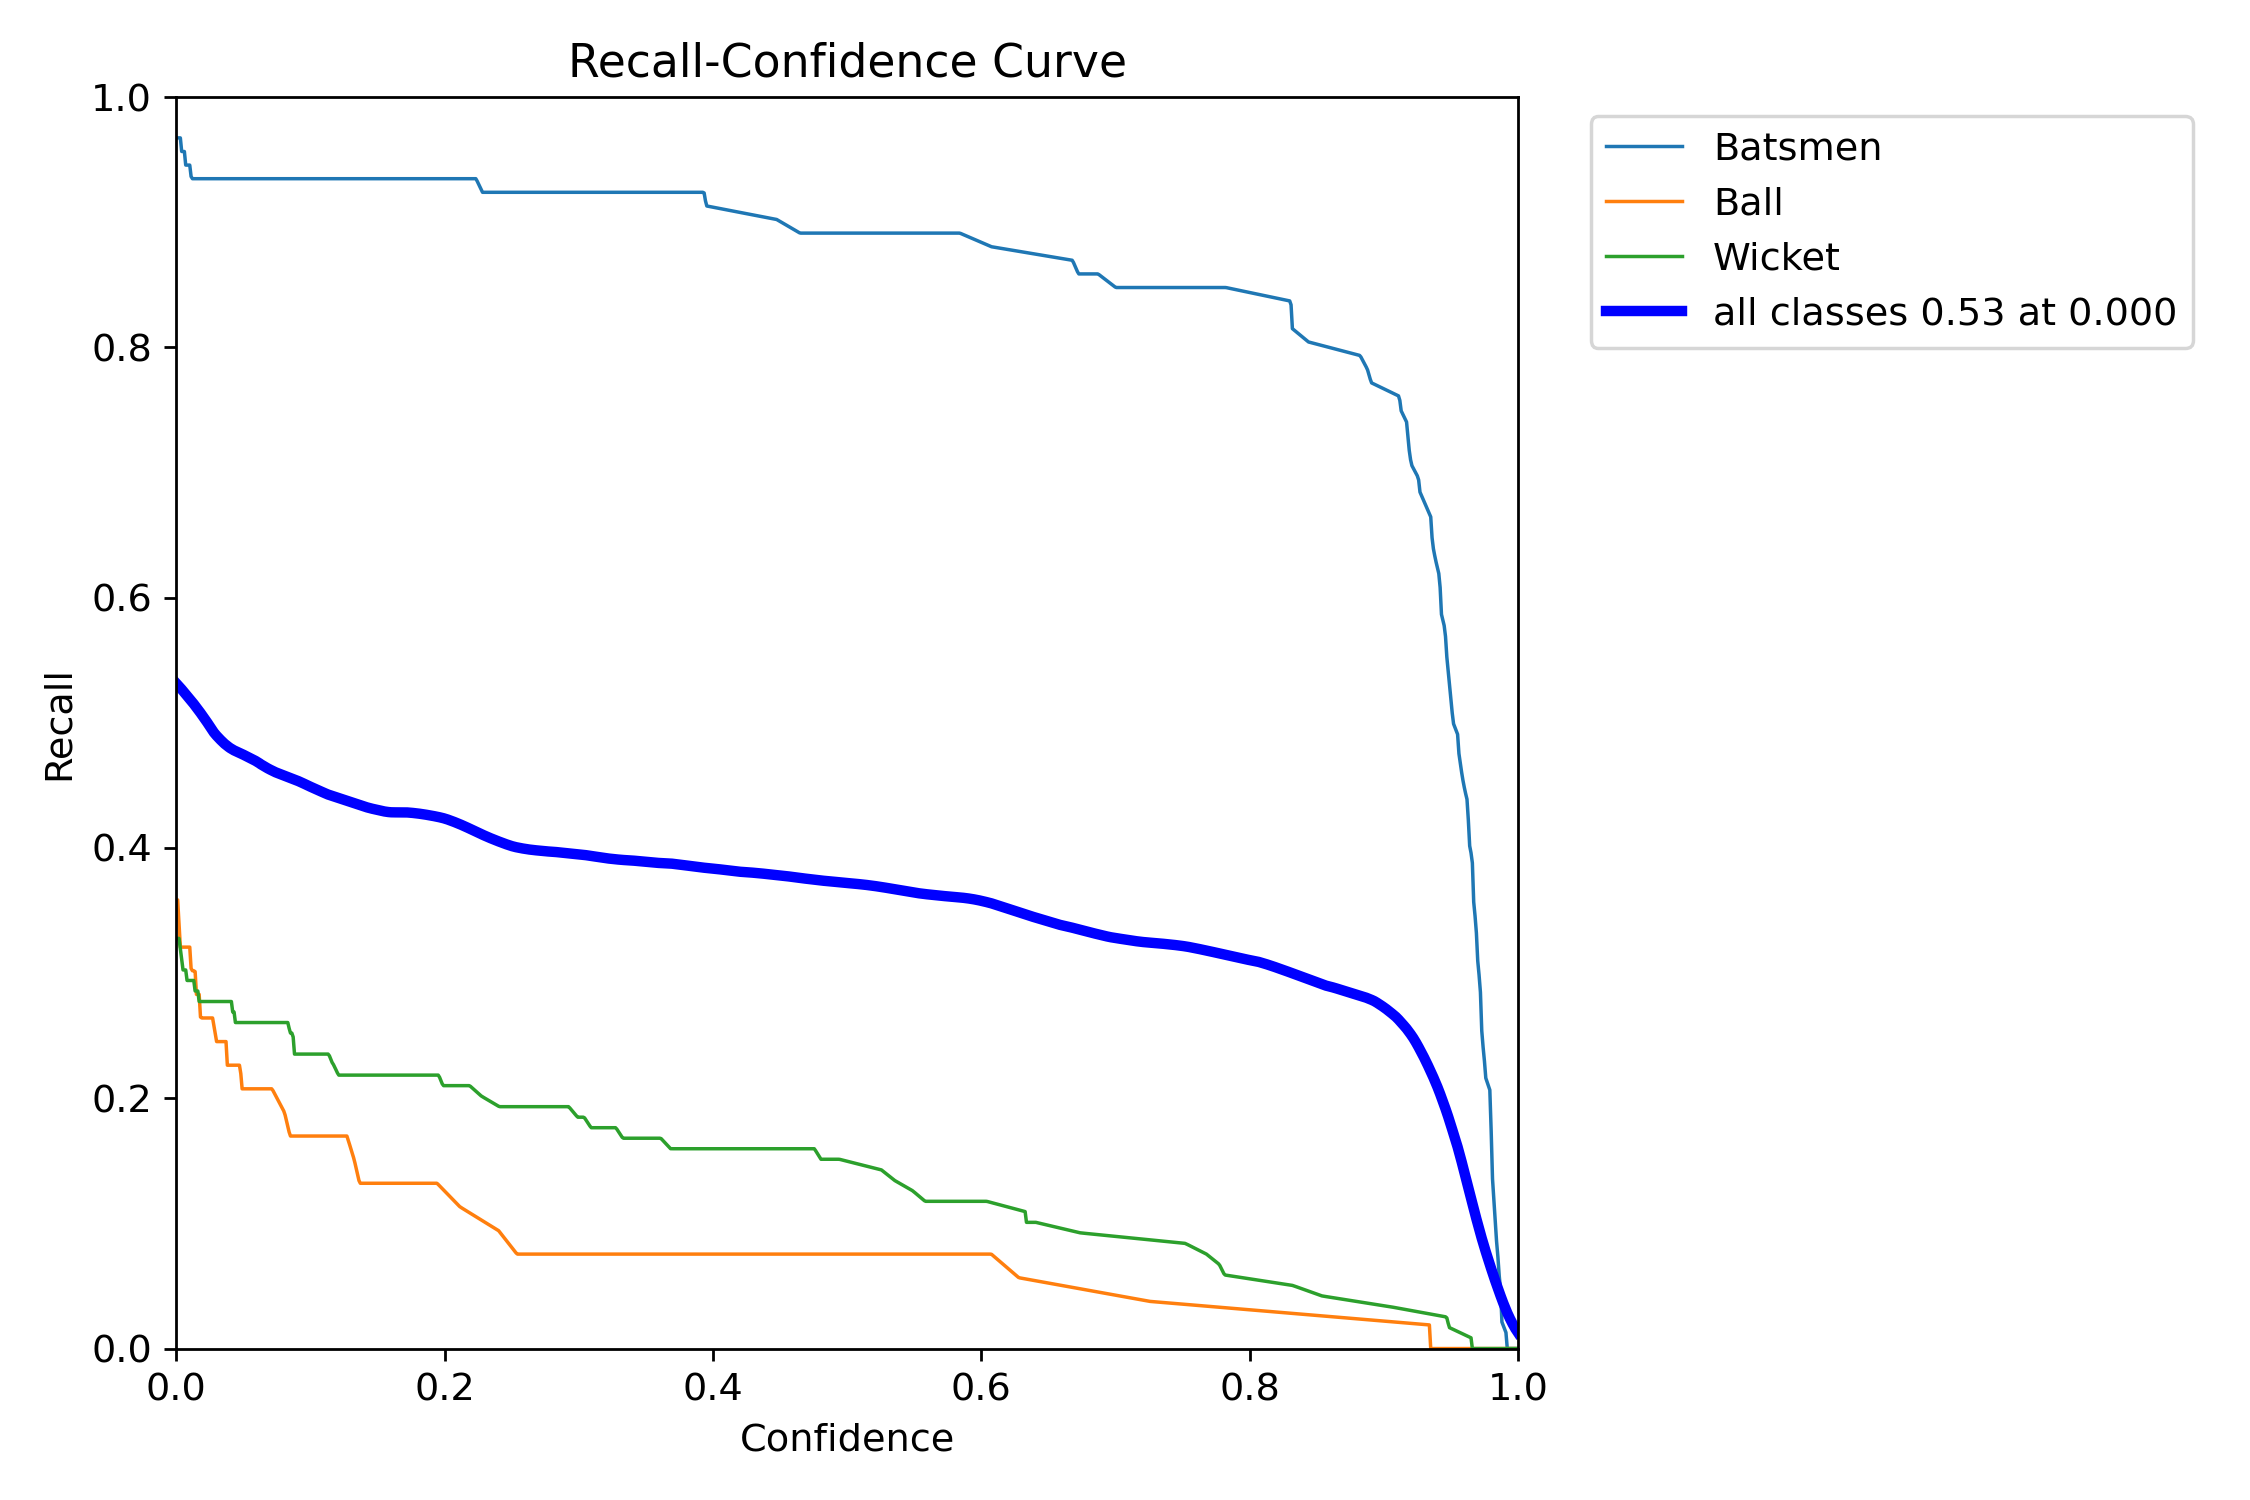 Recall-Confidence Curve
1.0
0.8
0.6
0.4
0.2
0.0
Recall
0.0 0.2 0.4 0.6 0.8 1.0
Confidence
Batsmen
Ball
Wicket
all classes 0.53 at 0.000